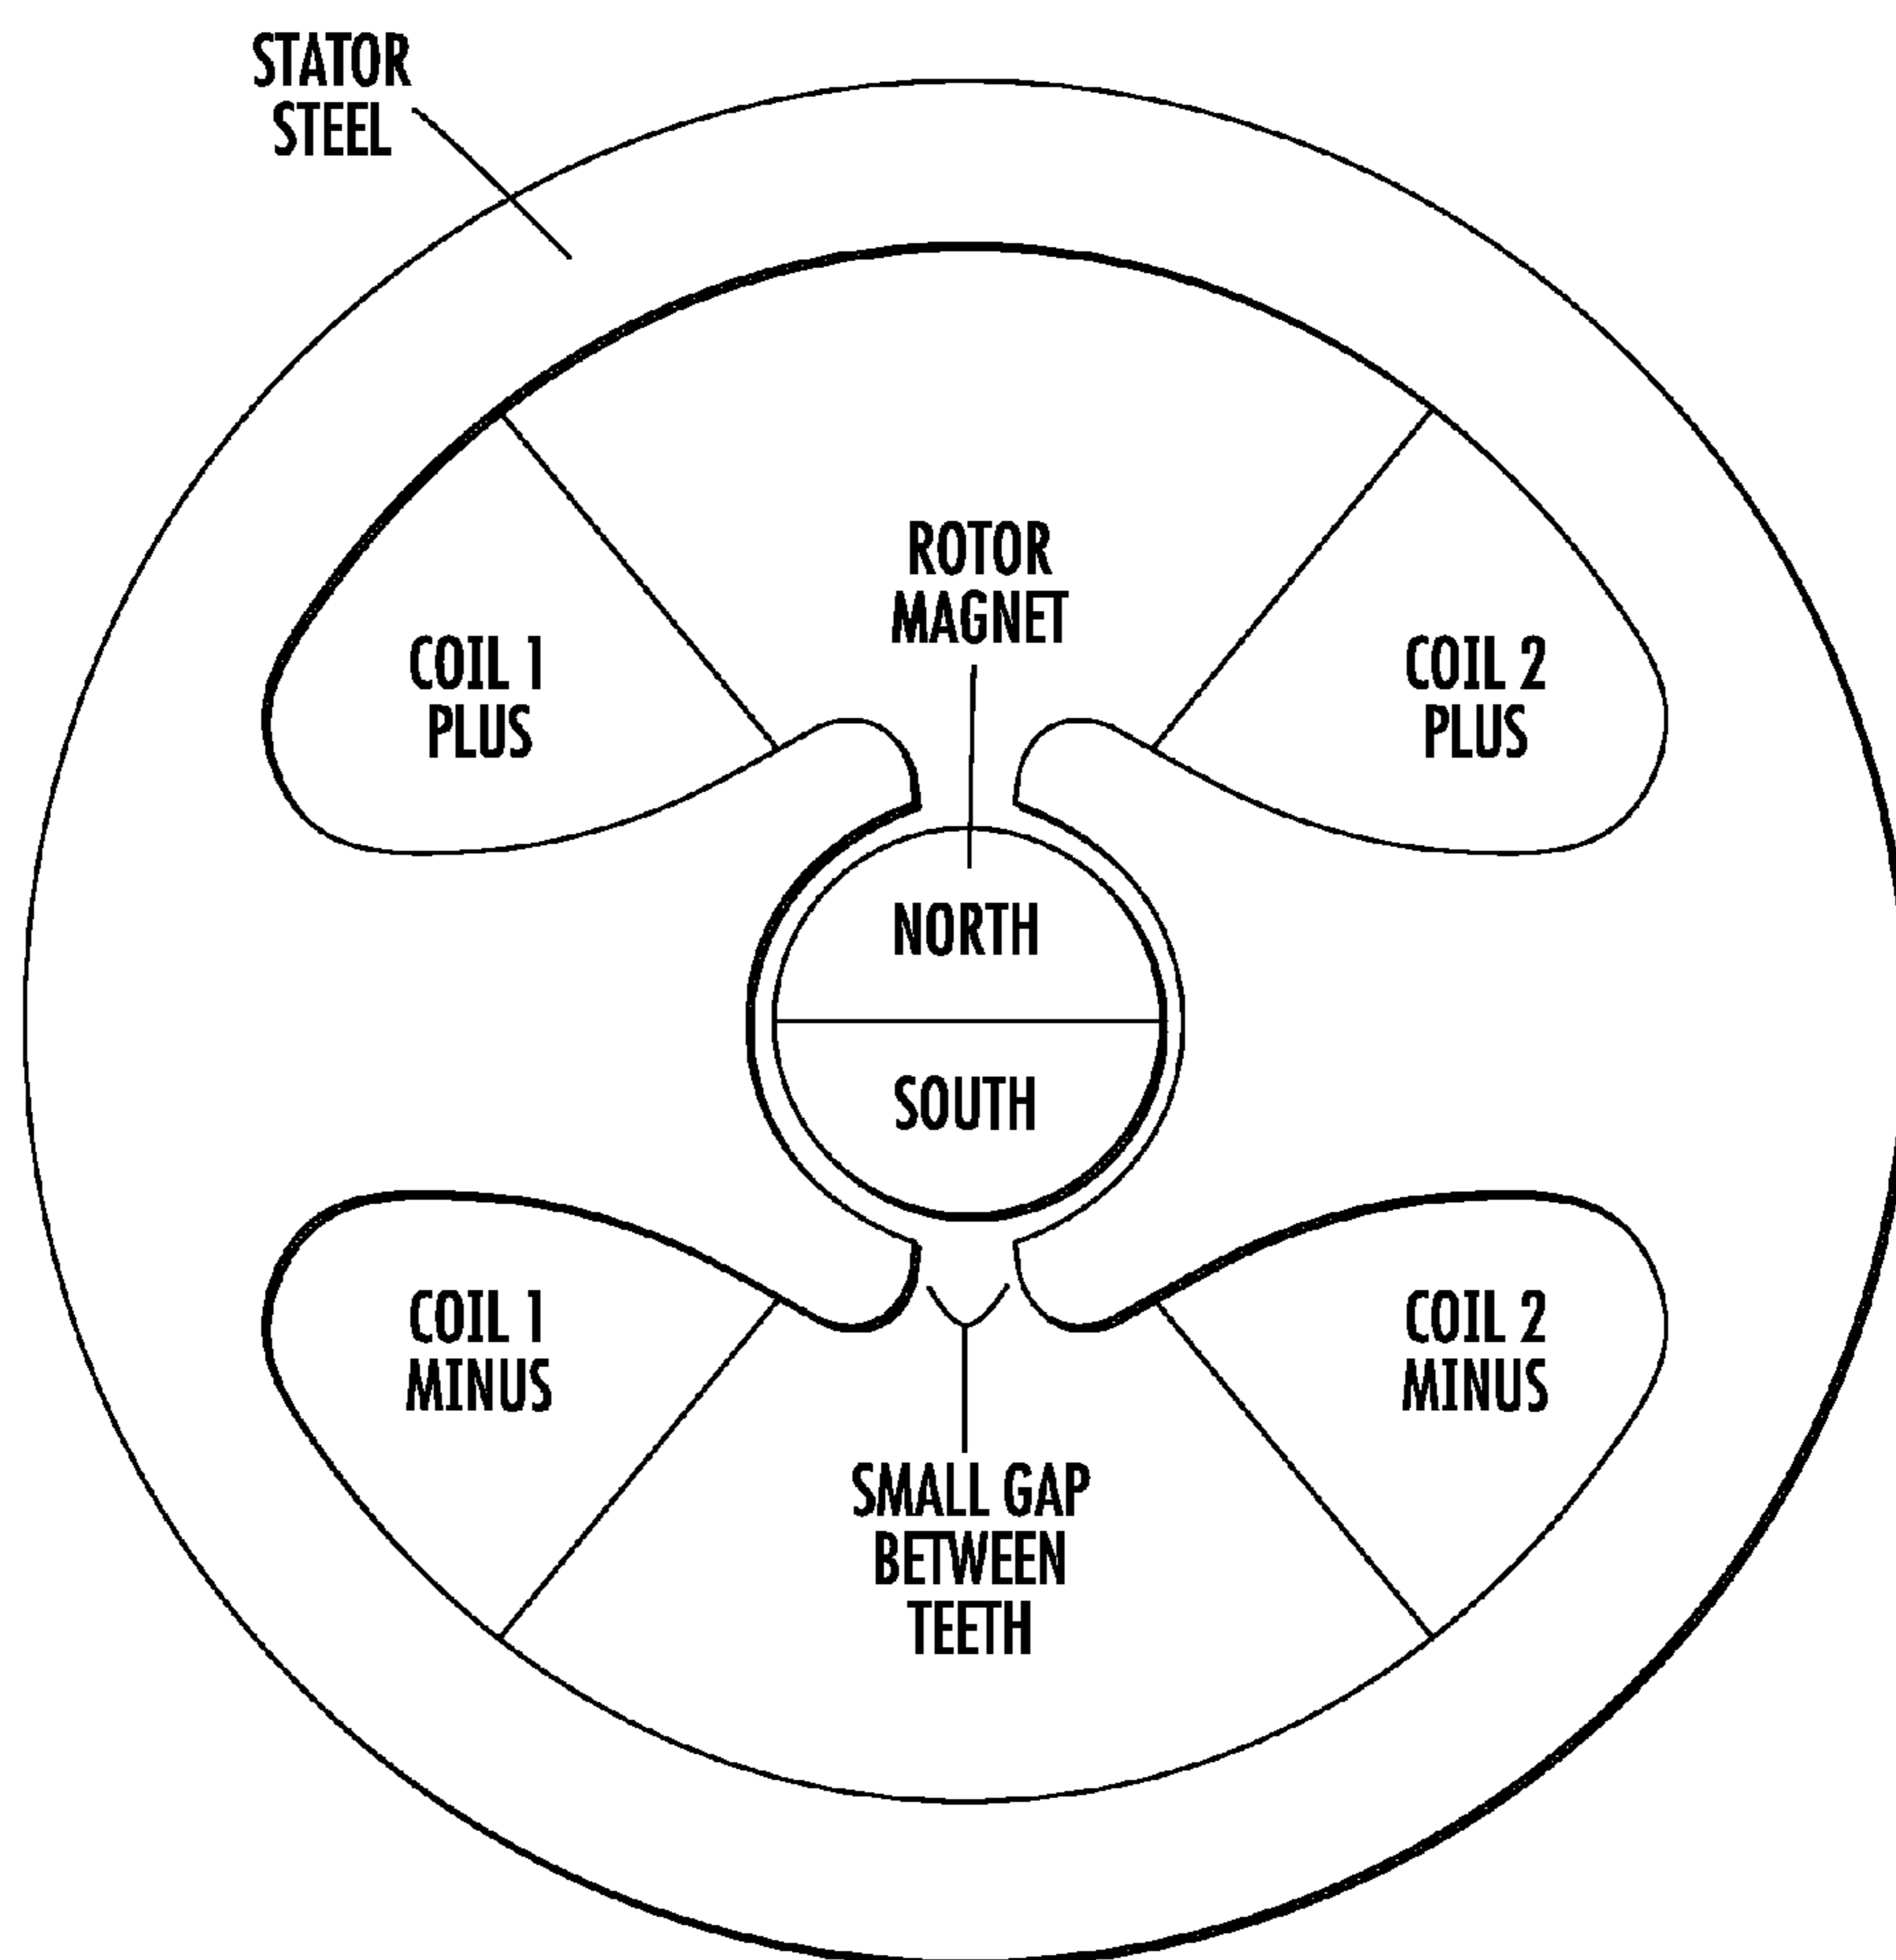 STATOR
STEEL
ROTOR
MAGNET
COIL 1
PLUS
COIL 2
PLUS
NORTH
SOUTH
COIL 1
MINUS
COIL 2
MINUS
SMALL GAP
BETWEEN
TEETH